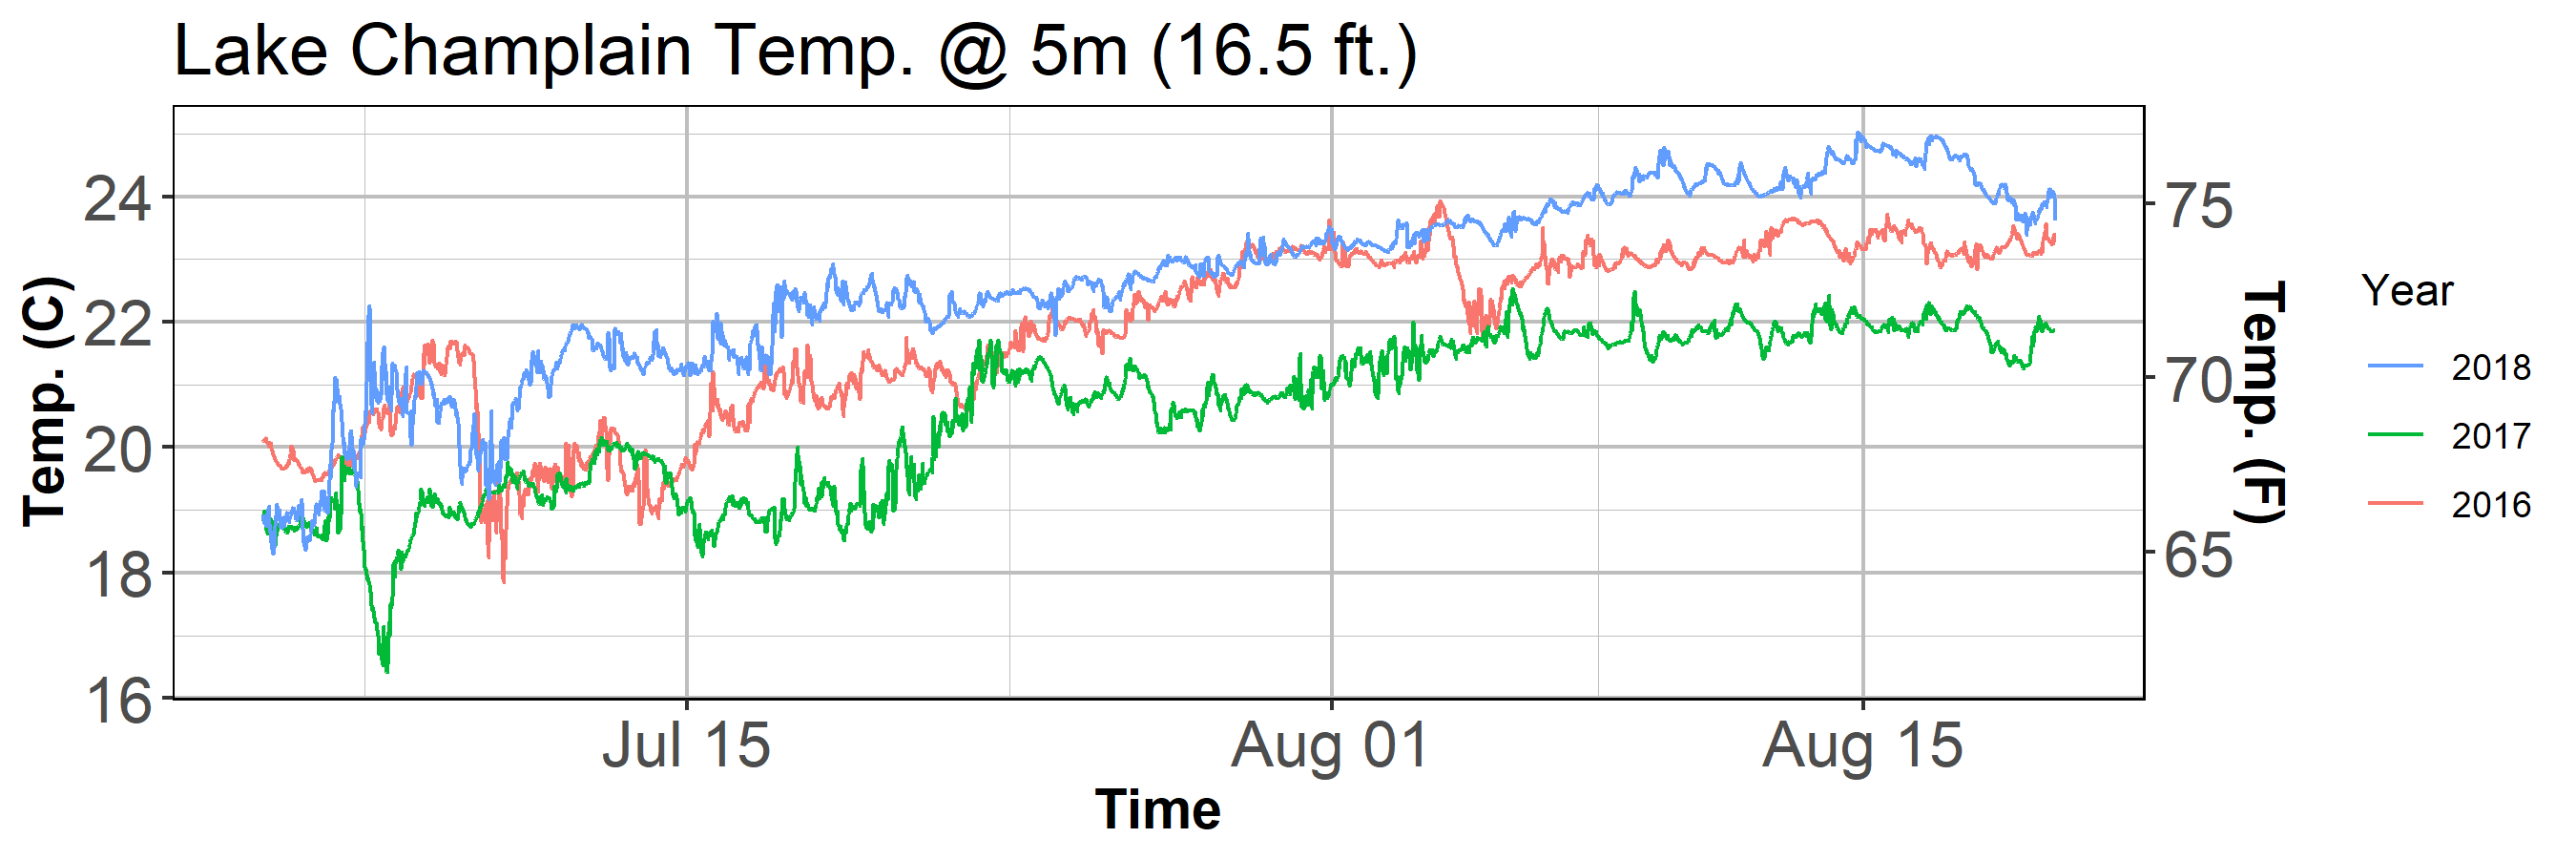 Lake Champlain Temp. @ 5m (16.5 ft.)
Temp. (C)
24
22
20
18
16
75
70
65
Temp. (F)
Jul 15
Aug 01
Aug 15
Time
Year
2018
2017
2016